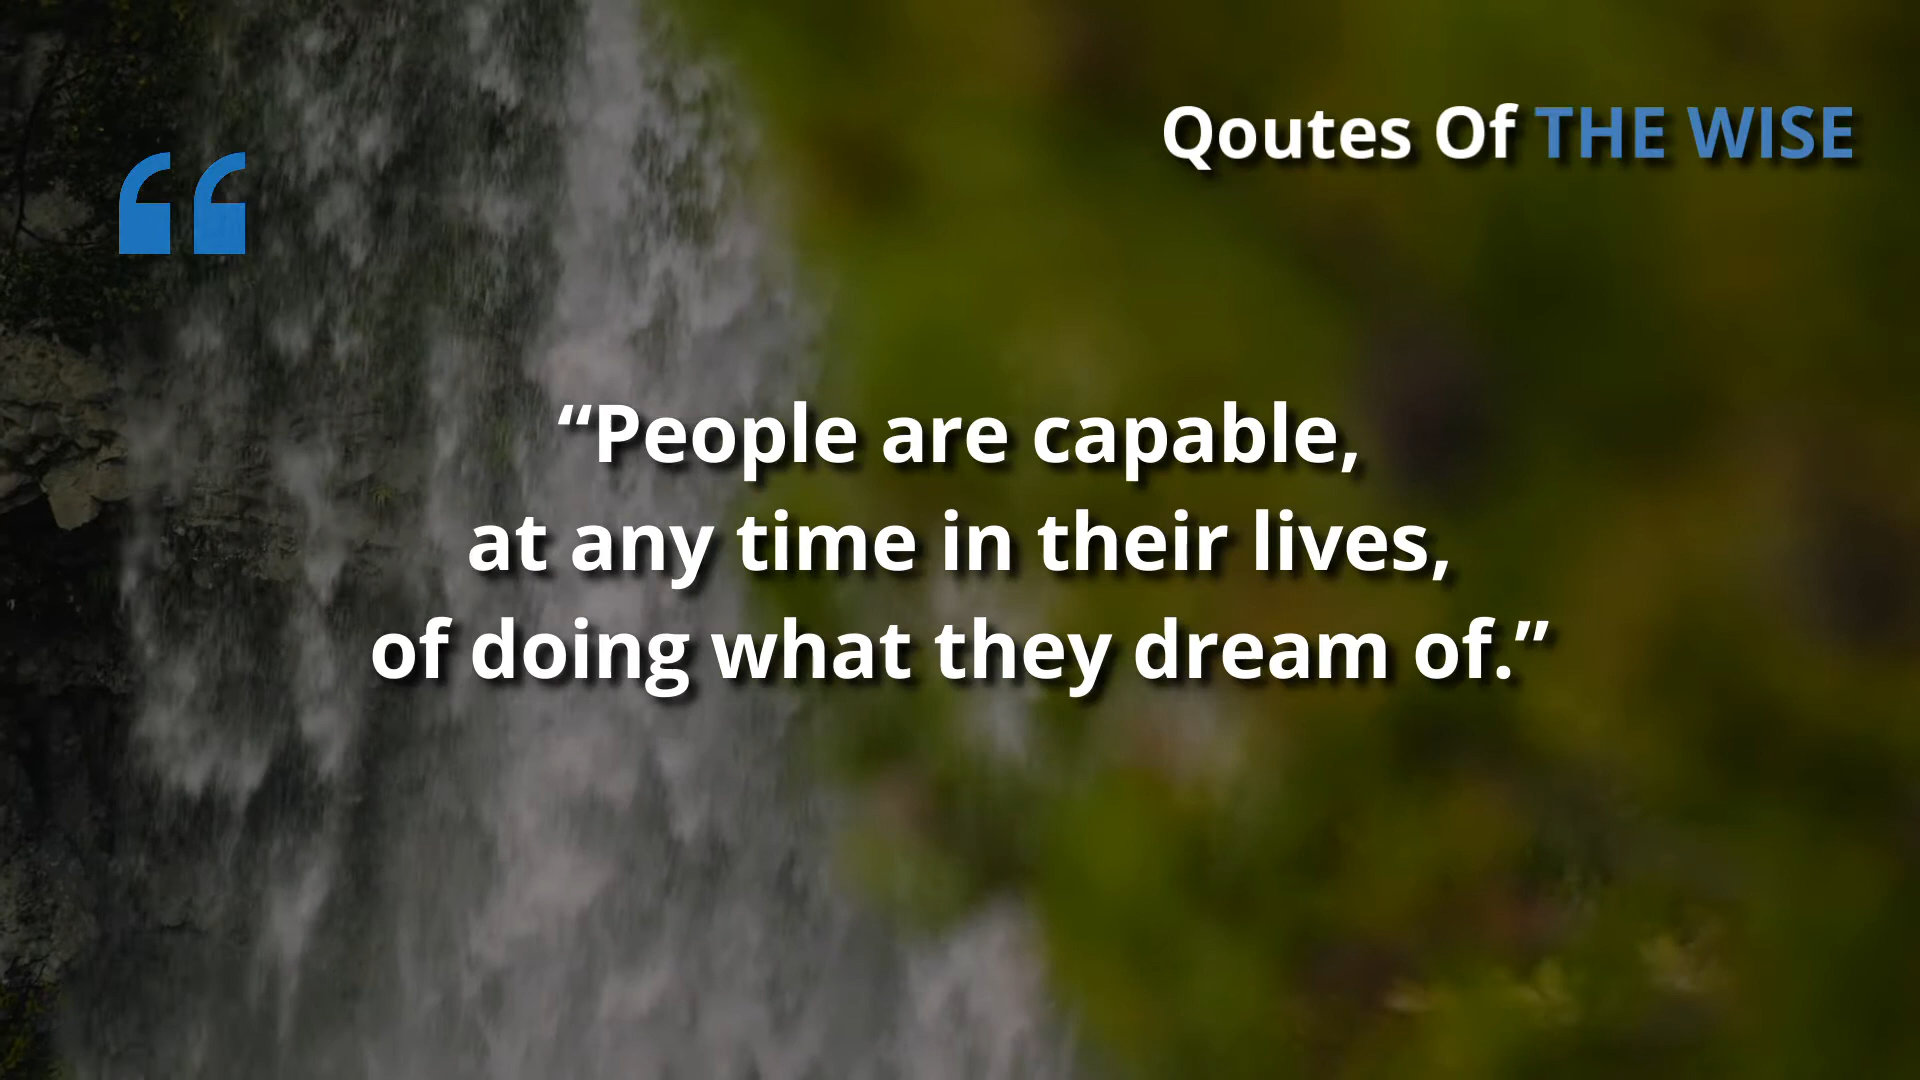 Qoutes Of THE WISE
“People are capable,
at any time in their lives,
of doing what they dream of.”